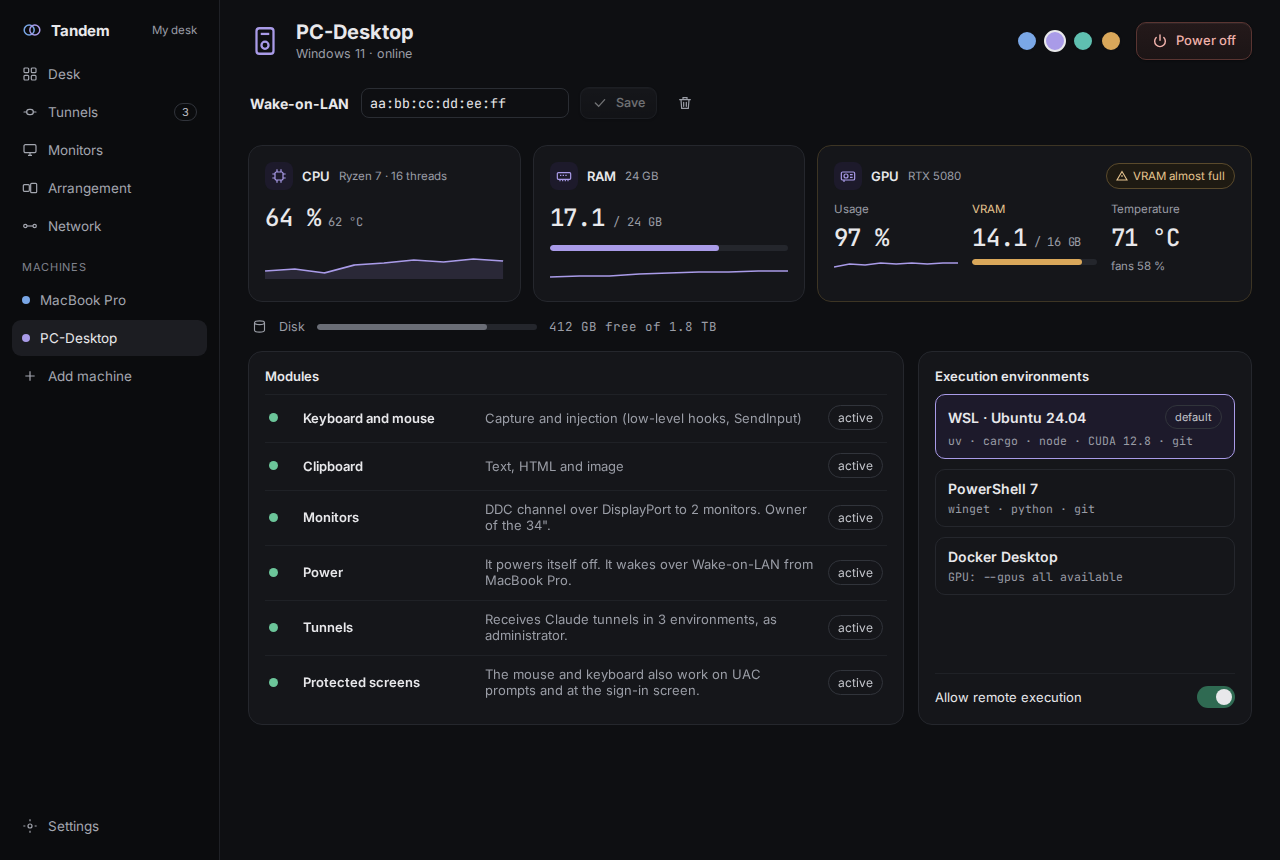 Tandem
My desk
Desk
Tunnels
3
Monitors
Arrangement
Network
MACHINES
MacBook Pro
PC-Desktop
Add machine
Settings
PC-Desktop
Windows 11 · online
Power off
Wake-on-LAN
aa:bb:cc:dd:ee:ff
Save
CPU
Ryzen 7 · 16 threads
64 %
62 °C
RAM
24 GB
17.1 / 24 GB
GPU
RTX 5080
VRAM almost full
Usage
97 %
VRAM
14.1 / 16 GB
Temperature
71 °C
fans 58 %
Disk
412 GB free of 1.8 TB
Modules
Keyboard and mouse
Capture and injection (low-level hooks, SendInput)
active
Clipboard
Text, HTML and image
active
Monitors
DDC channel over DisplayPort to 2 monitors. Owner
of the 34".
active
Power
It powers itself off. It wakes over Wake-on-LAN from
MacBook Pro.
active
Tunnels
Receives Claude tunnels in 3 environments, as
administrator.
active
Protected screens
The mouse and keyboard also work on UAC
prompts and at the sign-in screen.
active
Execution environments
WSL · Ubuntu 24.04
default
uv · cargo · node · CUDA 12.8 · git
PowerShell 7
winget · python · git
Docker Desktop
GPU: --gpus all available
Allow remote execution